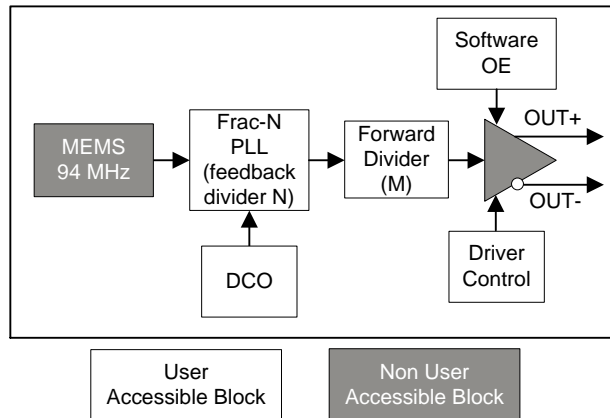 Software
OE
OUT+
MEMS
94 MHz
Frac-N
PLL
(feedback
divider N)
Forward
Divider
(M)
OUT-
DCO
Driver
Control
User
Accessible Block
Non User
Accessible Block